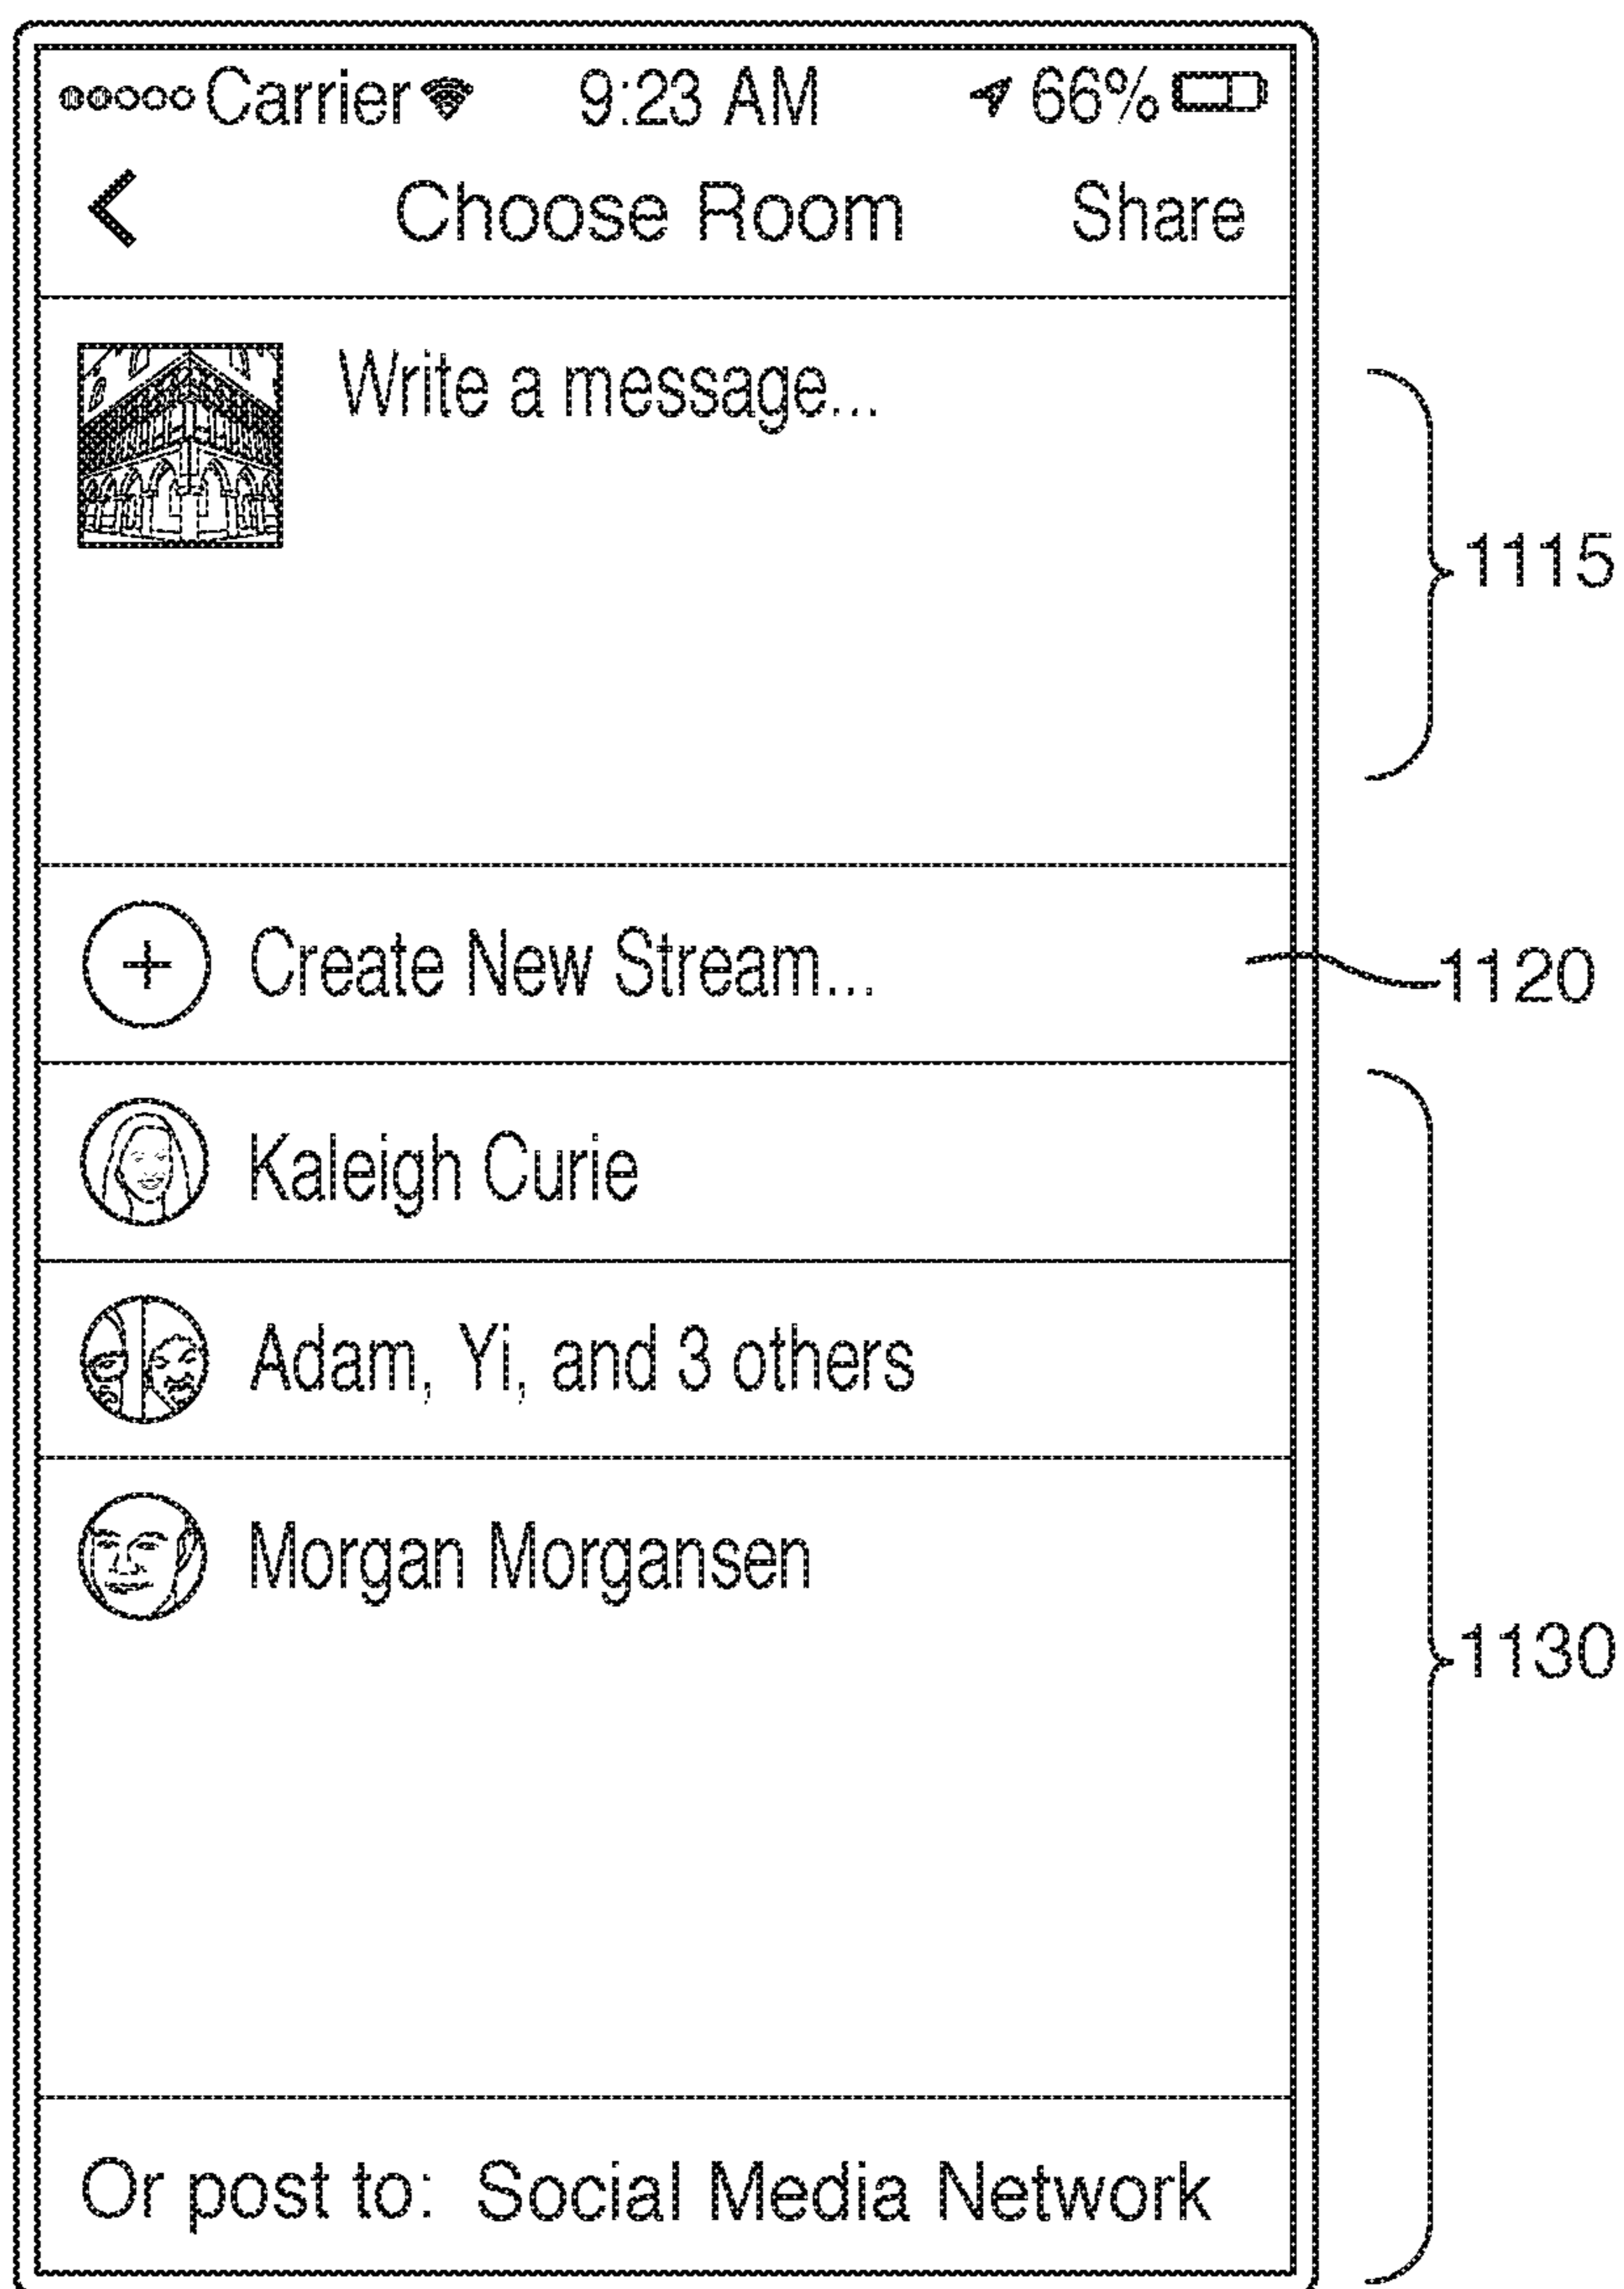 Carrier 9:23 AM 66%
< Choose Room Share
Write a message...
1115
+ Create New Stream...
1120
Kaleigh Curie
Adam, Yi, and 3 others
Morgan Morgansen
1130
Or post to: Social Media Network